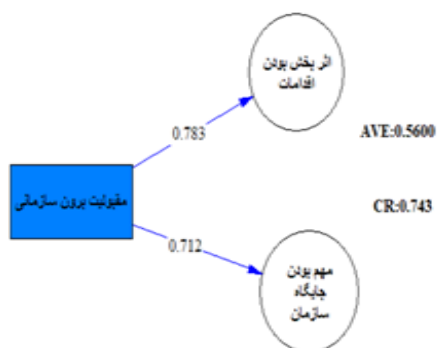 اثر بخش بودن
اقدامات
0.783
AVE:0.5600
مقبولیت برون سازمانی
CR:0.743
0.712
مهم بودن
جایگاه
سازمان